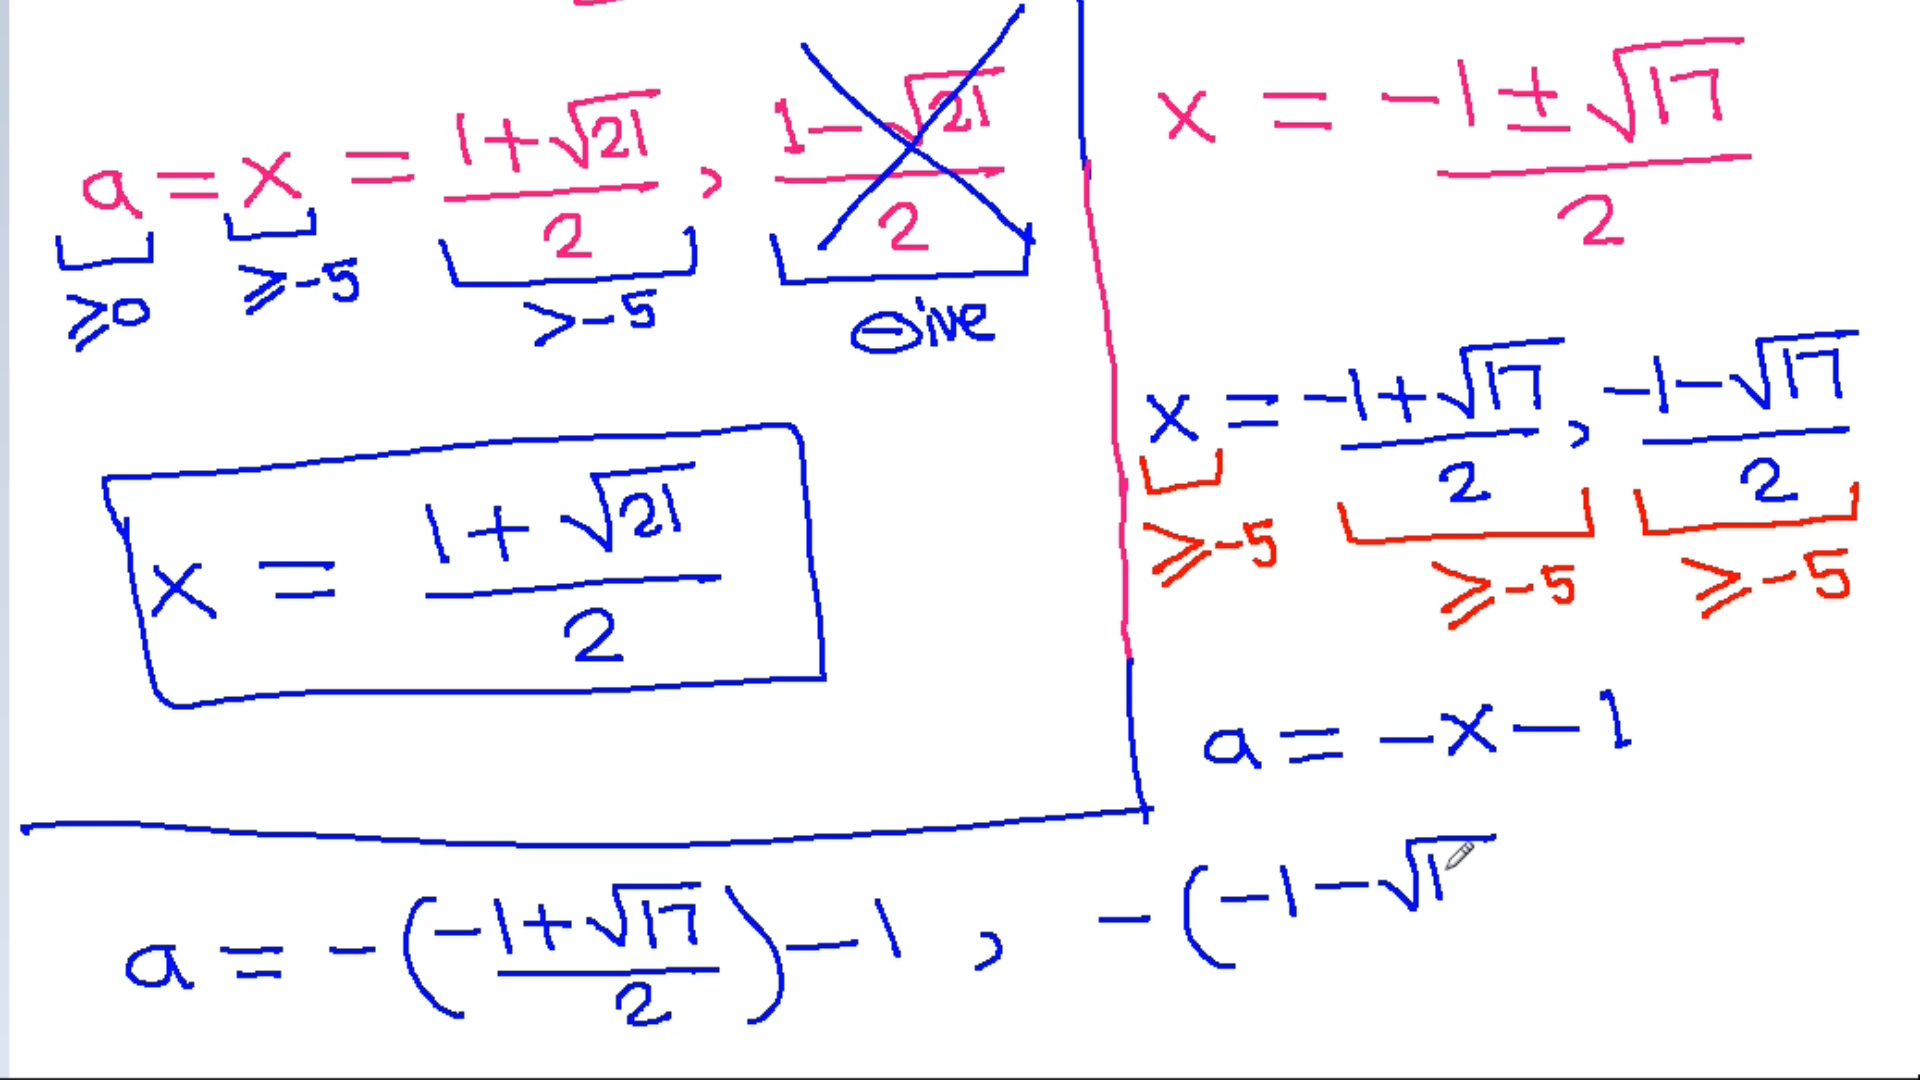 a = x = (1+√21)/2 , (1-√21)/2
≥0 ≥-5 >-5 ⊖ive
x = (1+√21)/2
x = (-1±√17)/2
x = (-1+√17)/2 , (-1-√17)/2
≥-5 ≥-5 ≥-5
a = -x-1
a = -((-1+√17)/2)-1 , -(-1-√1